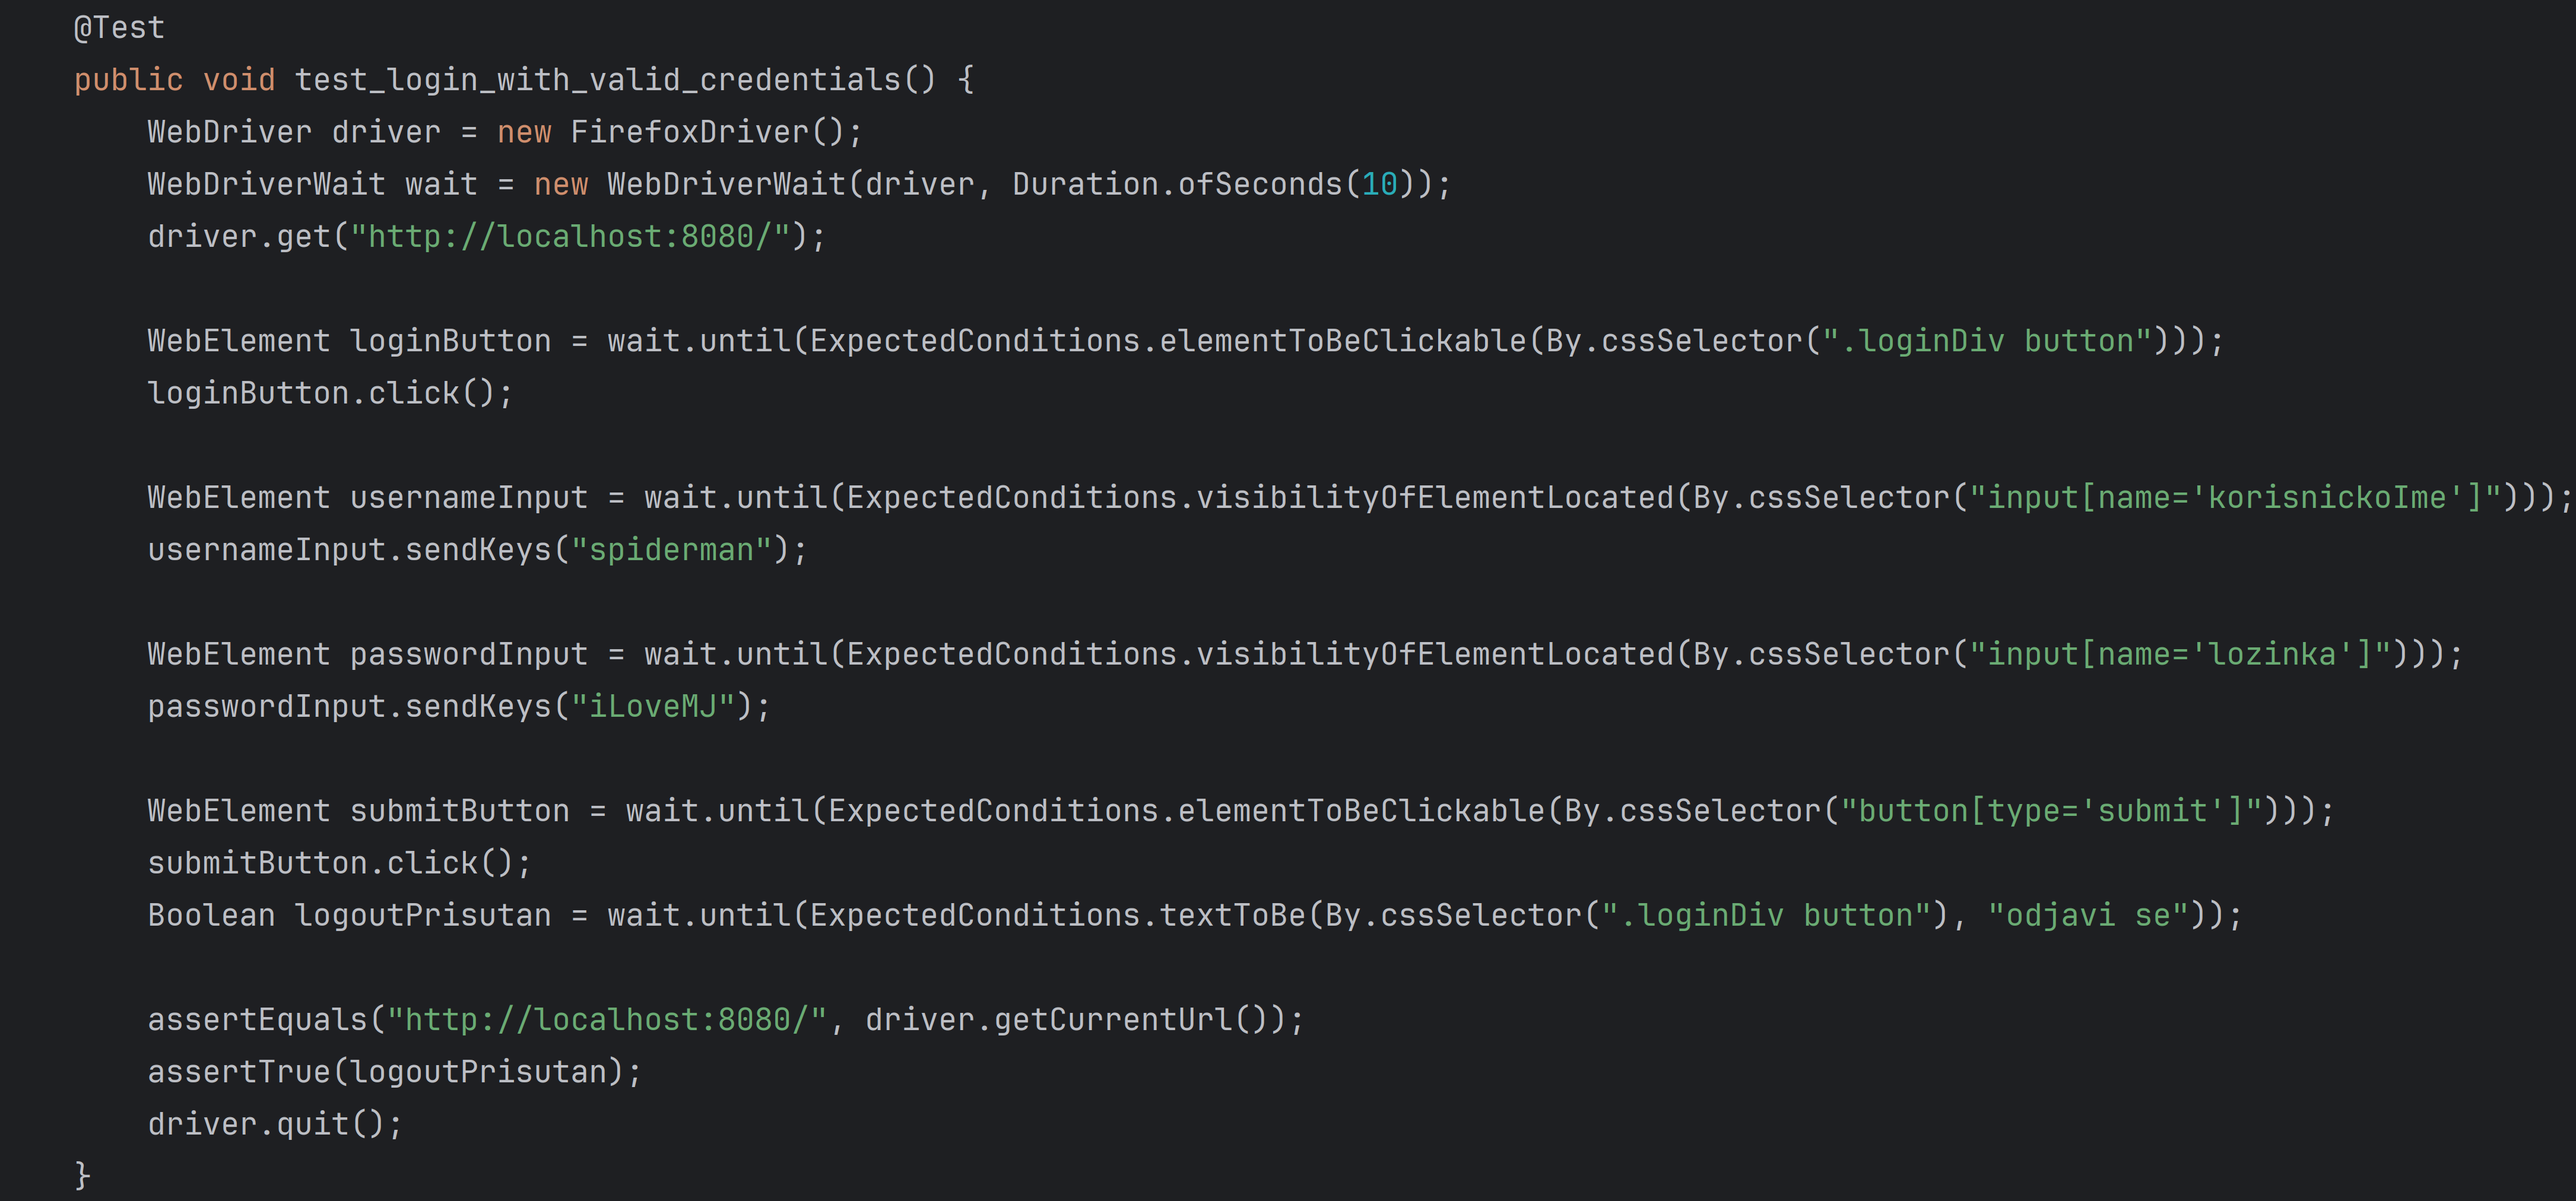 @Test
public void test_login_with_valid_credentials() {
WebDriver driver = new FirefoxDriver();
WebDriverWait wait = new WebDriverWait(driver, Duration.ofSeconds(10));
driver.get("http://localhost:8080/");
WebElement loginButton = wait.until(ExpectedConditions.elementToBeClickable(By.cssSelector(".loginDiv button")));
loginButton.click();
WebElement usernameInput = wait.until(ExpectedConditions.visibilityOfElementLocated(By.cssSelector("input[name='korisnickoIme']")));
usernameInput.sendKeys("spiderman");
WebElement passwordInput = wait.until(ExpectedConditions.visibilityOfElementLocated(By.cssSelector("input[name='lozinka']")));
passwordInput.sendKeys("iLoveMJ");
WebElement submitButton = wait.until(ExpectedConditions.elementToBeClickable(By.cssSelector("button[type='submit']")));
submitButton.click();
Boolean logoutPrisutan = wait.until(ExpectedConditions.textToBe(By.cssSelector(".loginDiv button"), "odjavi se"));
assertEquals("http://localhost:8080/", driver.getCurrentUrl());
assertTrue(logoutPrisutan);
driver.quit();
}